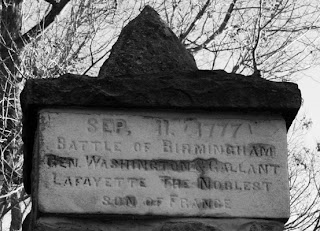 SEP. 11. 1777
BATTLE OF BIRMINGHAM
GEN. WASHINGTON & GALLANT
LAFAYETTE THE NOBLEST
SON OF FRANCE